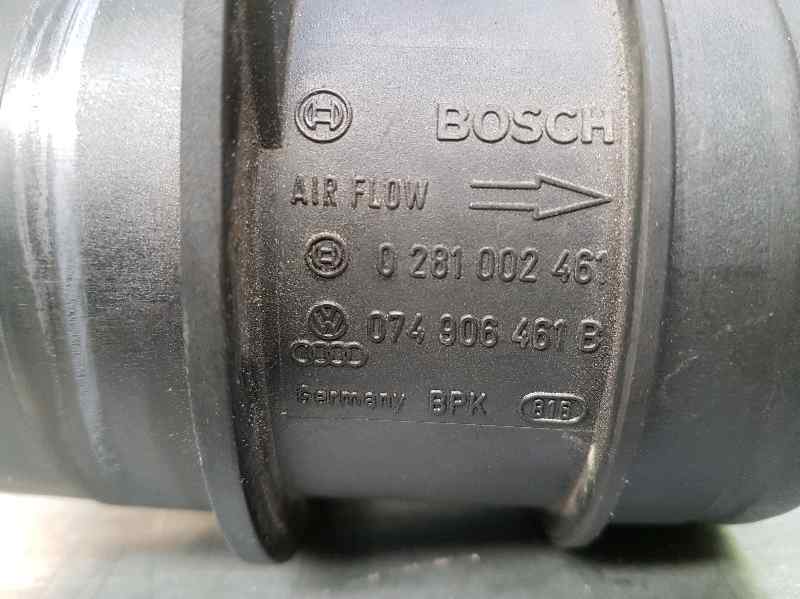 BOSCH
AIR FLOW
0 281 002 461
074 906 461 B
Germany BPK